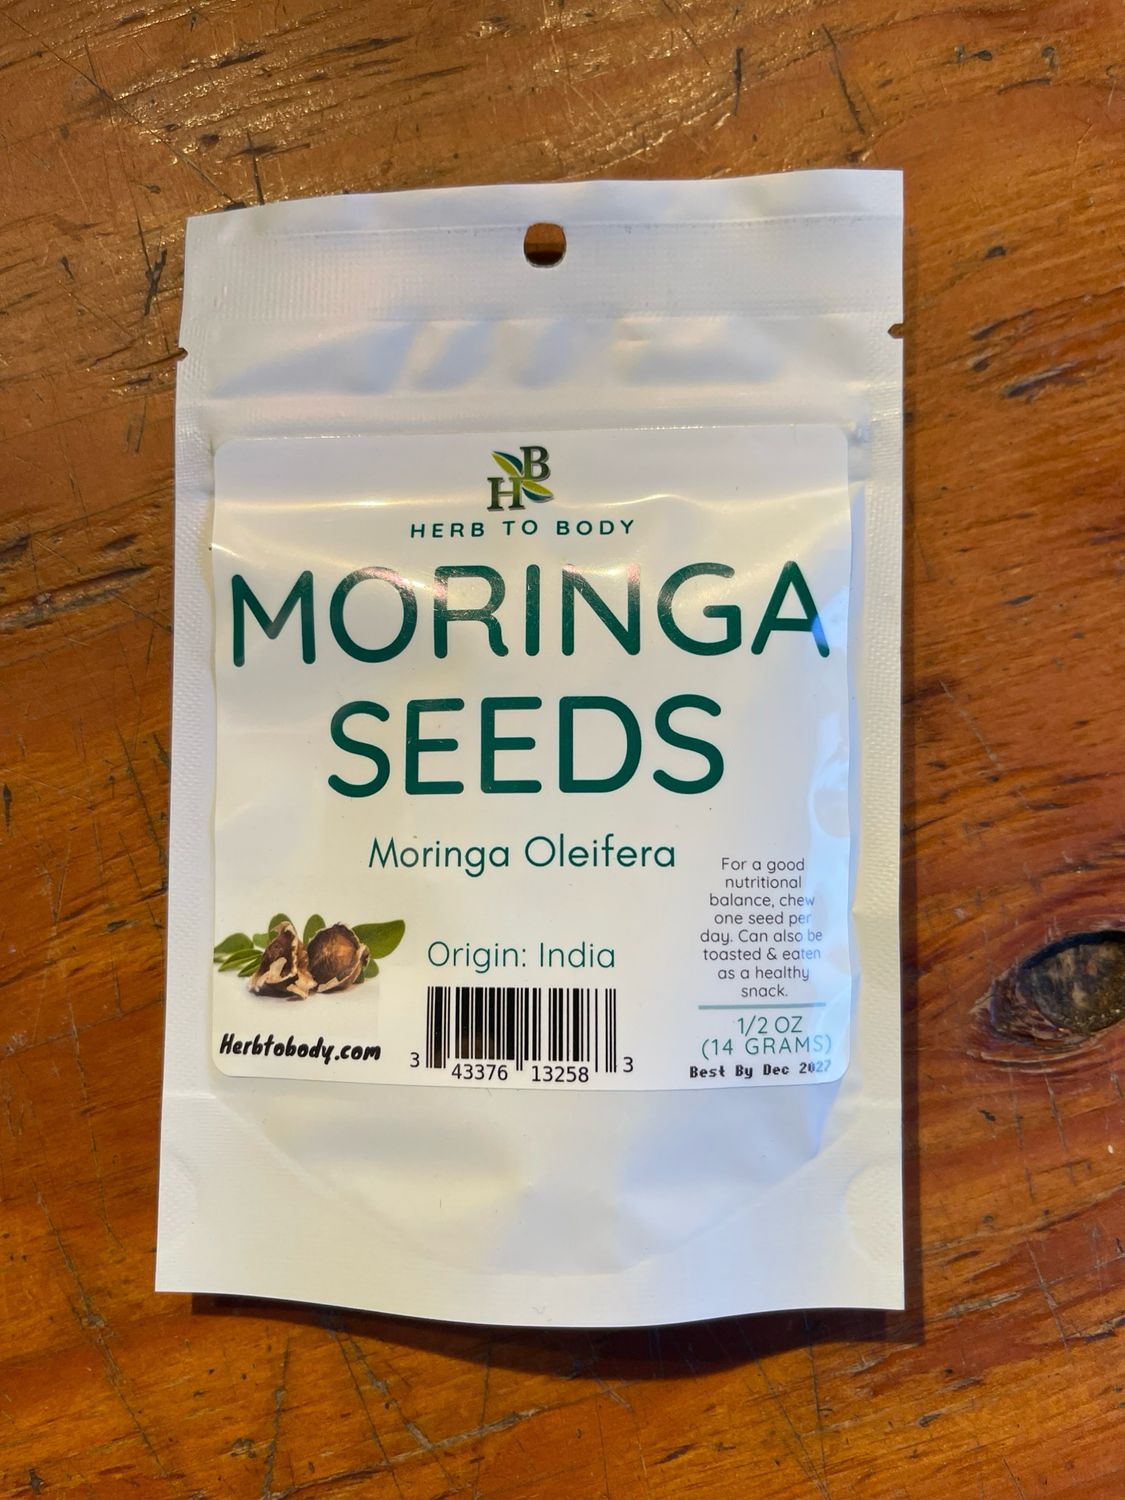 HB
HERB TO BODY
MORINGA
SEEDS
Moringa Oleifera
For a good
nutritional
balance, chew
one seed per
day. Can also be
toasted & eaten
as a healthy
snack.
Origin: India
1/2 OZ
(14 GRAMS)
Best By Dec 2027
Herbtobody.com
3 43376 13258 3